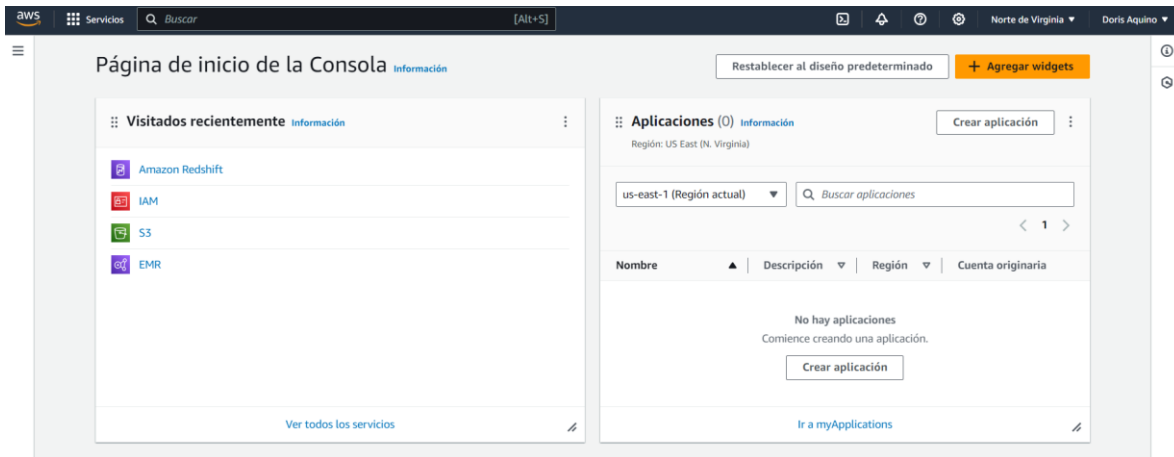 aws Servicios Buscar [Alt+S] Norte de Virginia Doris Aquino
Página de inicio de la Consola Información
Restablecer al diseño predeterminado + Agregar widgets
Visitados recientemente Información
Amazon Redshift
IAM
S3
EMR
Ver todos los servicios
Aplicaciones (0) Información Crear aplicación
Región: US East (N. Virginia)
us-east-1 (Región actual) Buscar aplicaciones
< 1 >
Nombre Descripción Región Cuenta originaria
No hay aplicaciones
Comience creando una aplicación.
Crear aplicación
Ir a myApplications